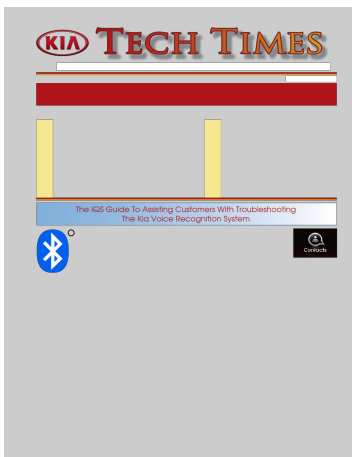 KIA TECH TIMES
The IQS Guide To Assisting Customers With Troubleshooting
The Kia Voice Recognition System
Contacts